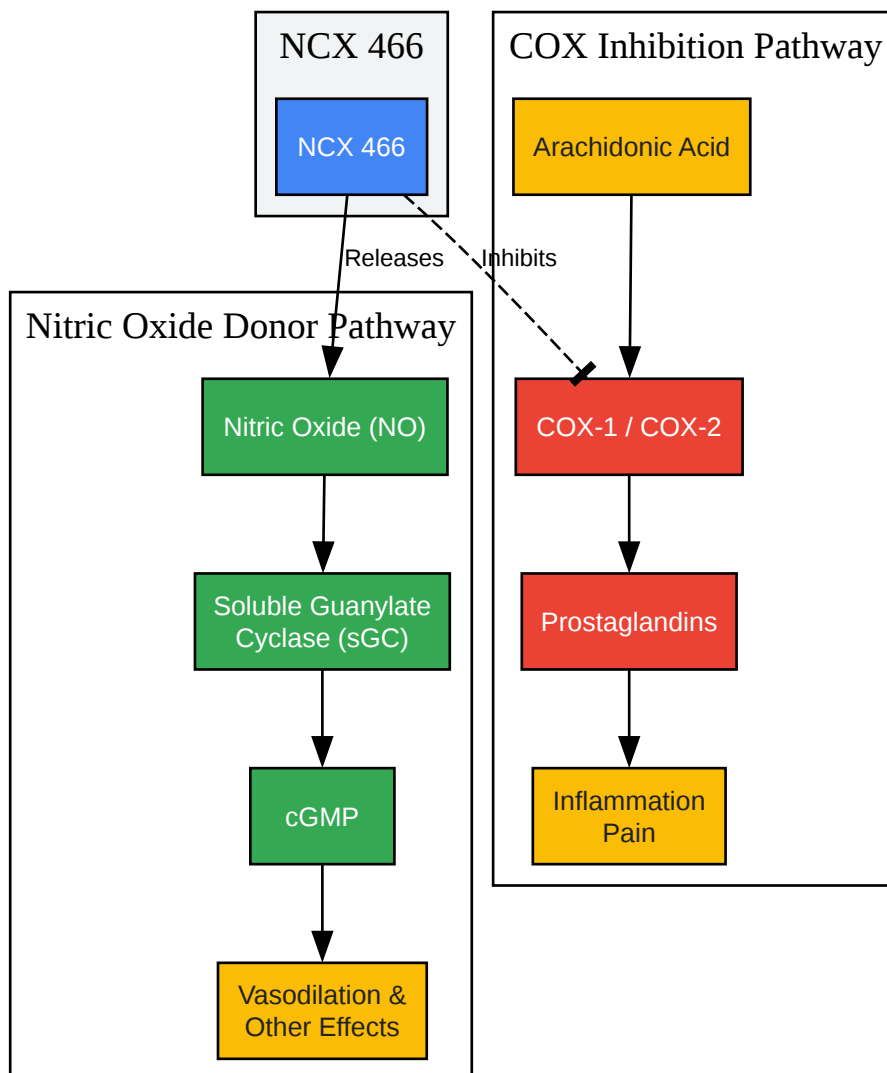 NCX 466
NCX 466
Releases
Inhibits
COX Inhibition Pathway
Arachidonic Acid
COX-1 / COX-2
Prostaglandins
Inflammation
Pain
Nitric Oxide Donor Pathway
Nitric Oxide (NO)
Soluble Guanylate
Cyclase (sGC)
cGMP
Vasodilation &
Other Effects